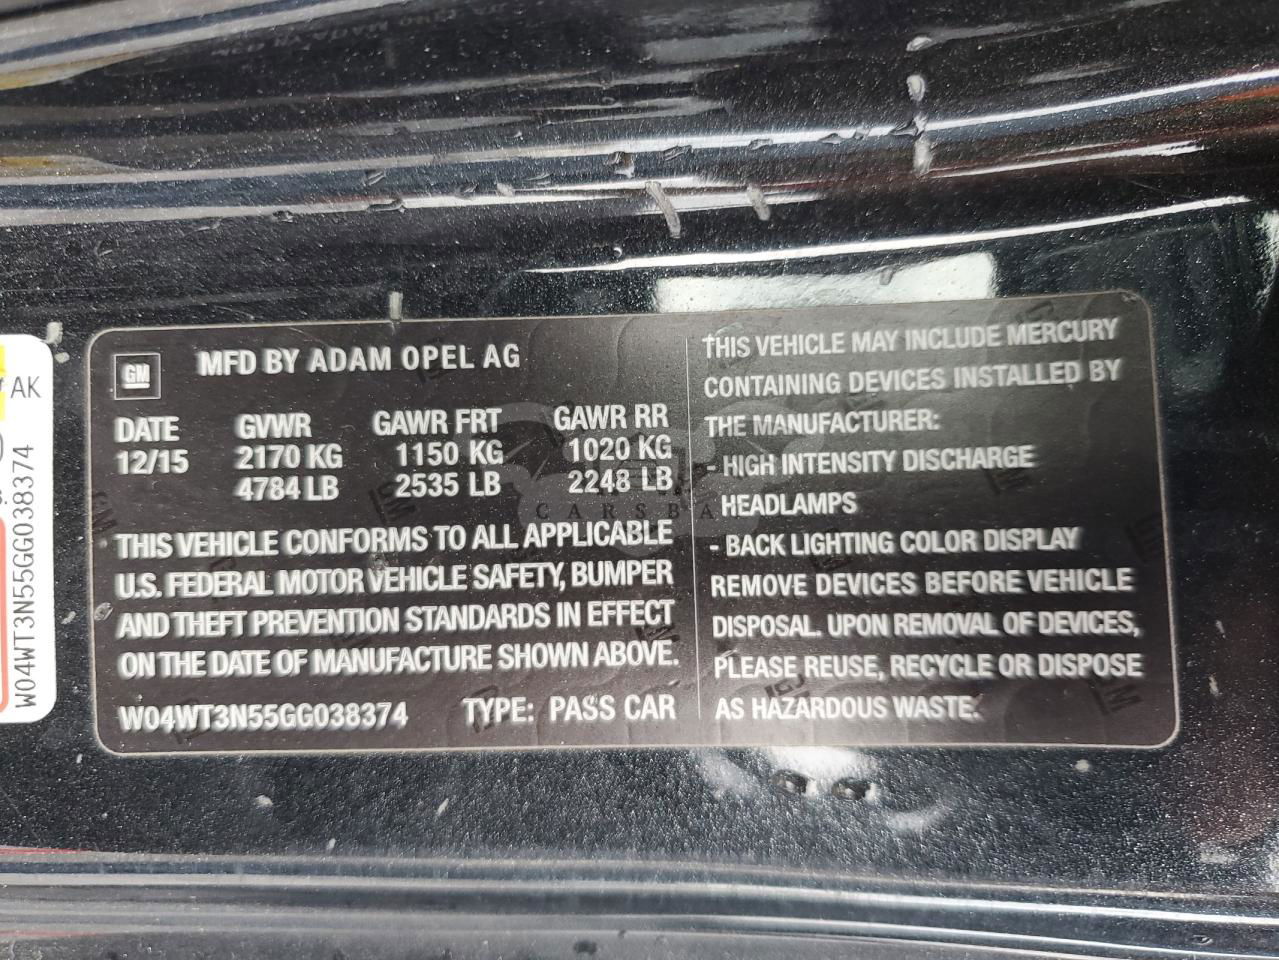 GM
MFD BY ADAM OPEL AG
DATE GVWR GAWR FRT GAWR RR
12/15 2170 KG 1150 KG 1020 KG
4784 LB 2535 LB 2248 LB
THIS VEHICLE CONFORMS TO ALL APPLICABLE
U.S. FEDERAL MOTOR VEHICLE SAFETY, BUMPER
AND THEFT PREVENTION STANDARDS IN EFFECT
ON THE DATE OF MANUFACTURE SHOWN ABOVE.
W04WT3N55GG038374 TYPE: PASS CAR
THIS VEHICLE MAY INCLUDE MERCURY
CONTAINING DEVICES INSTALLED BY
THE MANUFACTURER:
- HIGH INTENSITY DISCHARGE
HEADLAMPS
- BACK LIGHTING COLOR DISPLAY
REMOVE DEVICES BEFORE VEHICLE
DISPOSAL. UPON REMOVAL OF DEVICES,
PLEASE REUSE, RECYCLE OR DISPOSE
AS HAZARDOUS WASTE.
AK
W04WT3N55GG038374